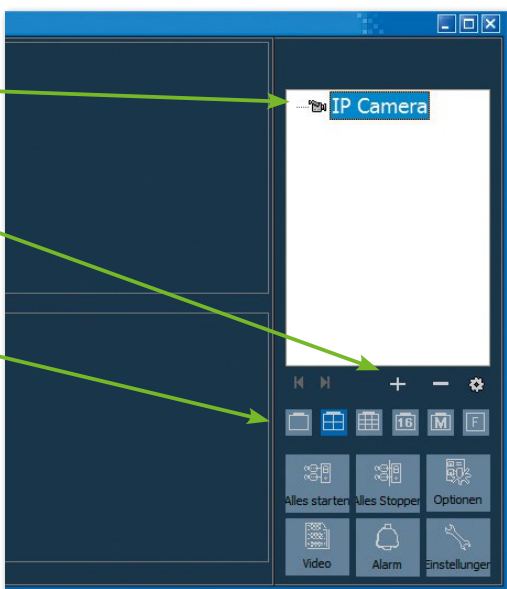 IP Camera
16 M F
Alles starten Alles Stoppen Optionen
Video Alarm Einstellungen